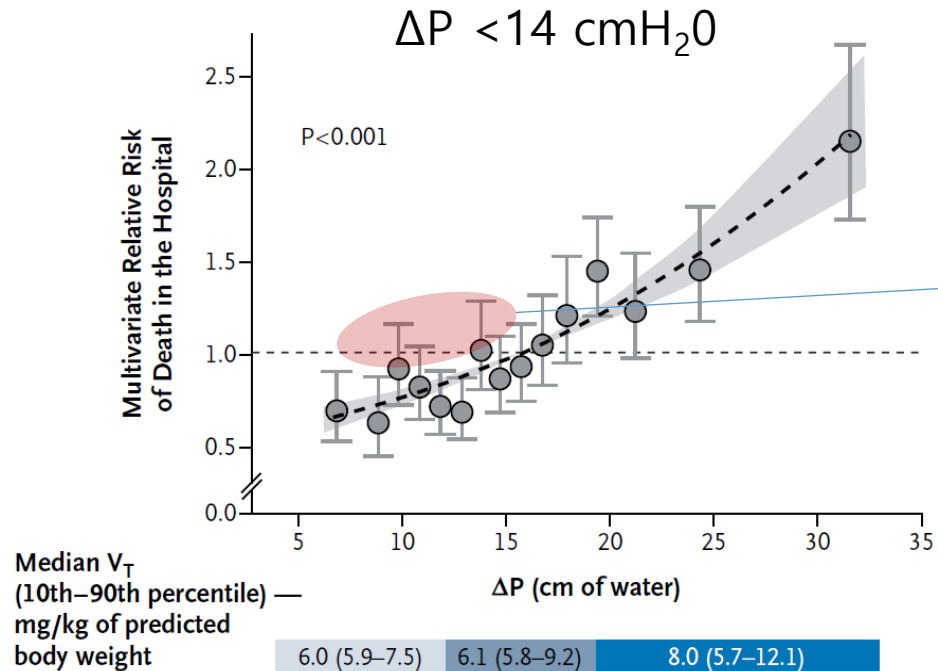 ΔP <14 cmH₂0
Multivariate Relative Risk
of Death in the Hospital
2.5
2.0
1.5
1.0
0.5
0.0
P<0.001
5 10 15 20 25 30 35
ΔP (cm of water)
Median V_T
(10th–90th percentile) —
mg/kg of predicted
body weight
6.0 (5.9–7.5) 6.1 (5.8–9.2) 8.0 (5.7–12.1)